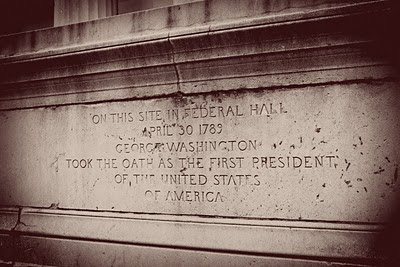 ON THIS SITE IN FEDERAL HALL
APRIL 30 1789
GEORGE WASHINGTON
TOOK THE OATH AS THE FIRST PRESIDENT
OF THE UNITED STATES
OF AMERICA